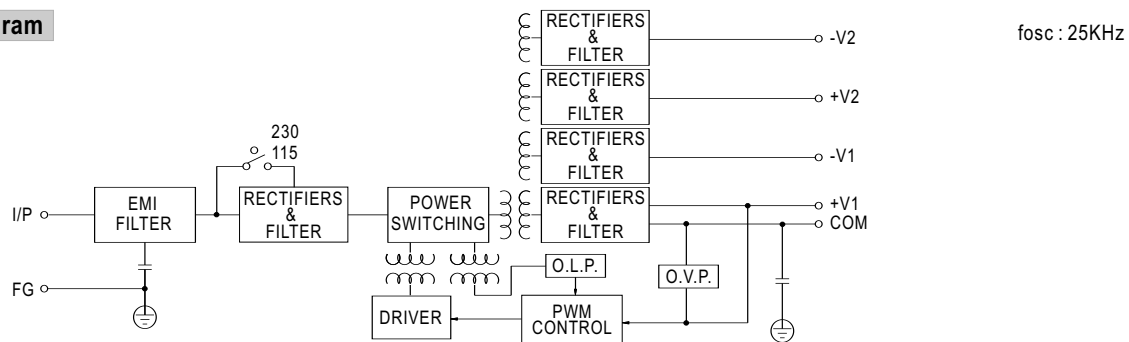 ram
fosc : 25KHz
RECTIFIERS
&
FILTER
-V2
RECTIFIERS
&
FILTER
+V2
RECTIFIERS
&
FILTER
-V1
230
115
I/P
EMI
FILTER
RECTIFIERS
&
FILTER
POWER
SWITCHING
RECTIFIERS
&
FILTER
+V1
COM
O.L.P.
O.V.P.
FG
DRIVER
PWM
CONTROL